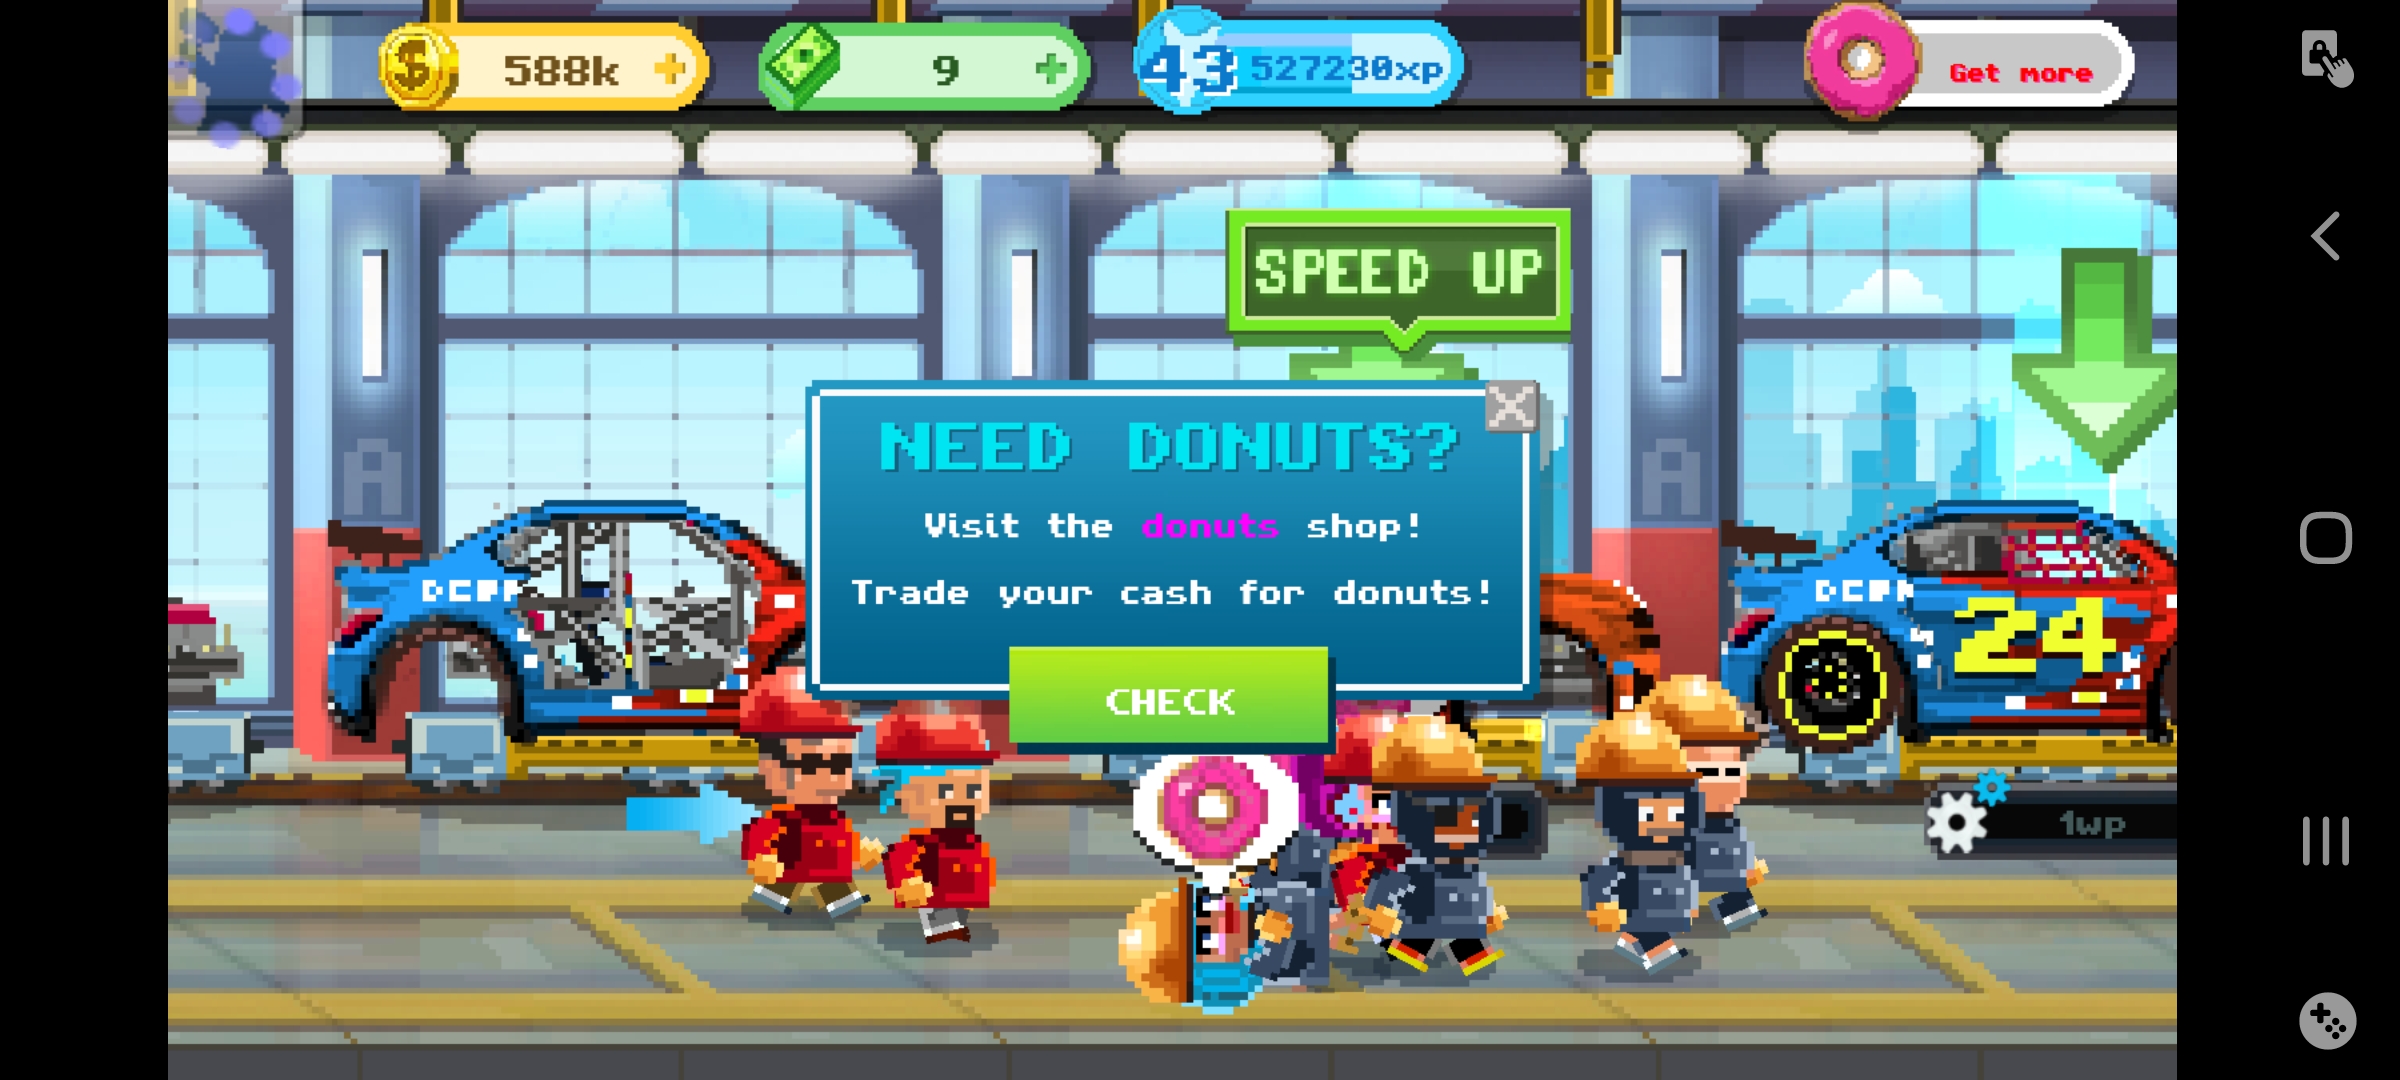 588k
9
43 527230xp
Get more
SPEED UP
NEED DONUTS?
Visit the donuts shop!
Trade your cash for donuts!
CHECK
A
A
24
1wp